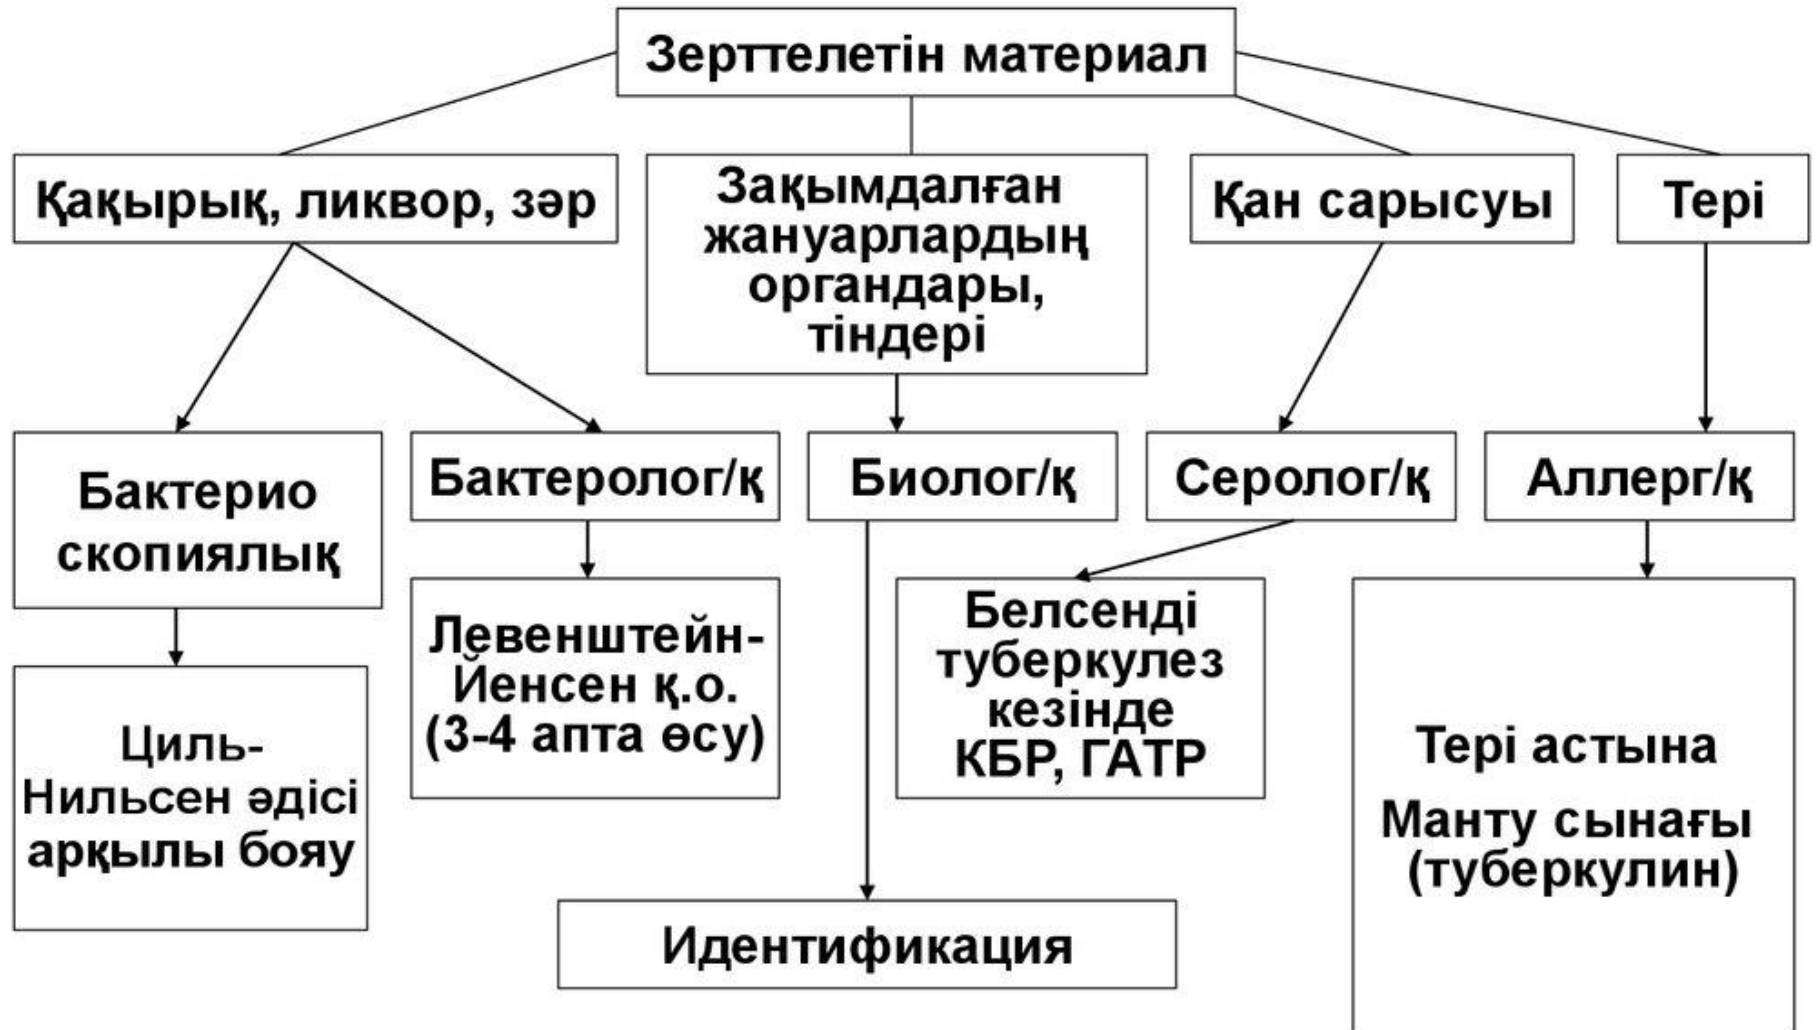 Зерттелетін материал
Қақырық, ликвор, зәр
Зақымдалған
жануарлардың
органдары,
тіндері
Қан сарысуы
Тері
Бактерио
скопиялық
Бактеролог/қ
Биолог/қ
Серолог/қ
Аллерг/қ
Циль-
Нильсен әдісі
арқылы бояу
Левенштейн-
Йенсен қ.о.
(3-4 апта өсу)
Белсенді
туберкулез
кезінде
КБР, ГАТР
Тері астына
Манту сынағы
(туберкулин)
Идентификация